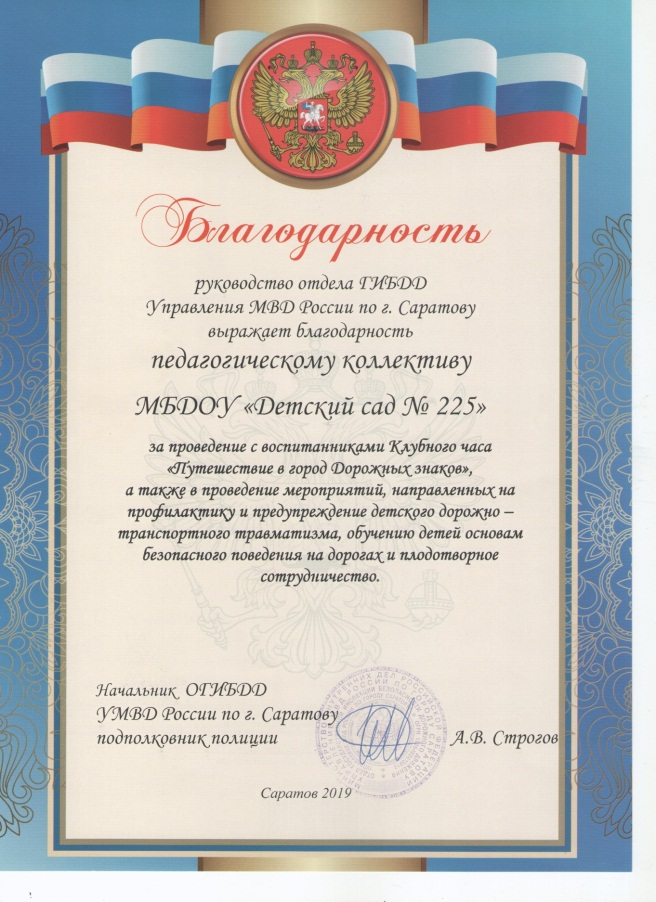 Благодарность
руководство отдела ГИБДД
Управления МВД России по г. Саратову
выражает благодарность
педагогическому коллективу
МБДОУ «Детский сад № 225»
за проведение с воспитанниками Клубного часа
«Путешествие в город Дорожных знаков»,
а также в проведение мероприятий, направленных на
профилактику и предупреждение детского дорожно –
транспортного травматизма, обучению детей основам
безопасного поведения на дорогах и плодотворное
сотрудничество.
Начальник ОГИБДД
УМВД России по г. Саратову
подполковник полиции А.В. Строгов
Саратов 2019